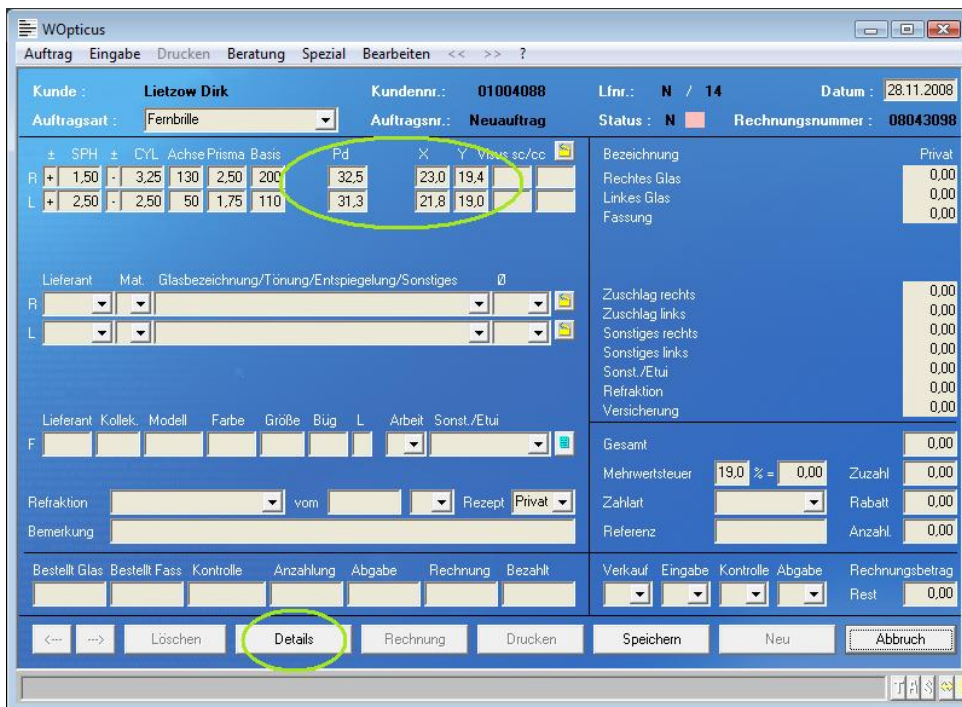 WOpticus
Auftrag Eingabe Drucken Beratung Spezial Bearbeiten << >> ?
Kunde : Lietzow Dirk Kundennr.: 01004088 Lfnr.: N / 14 Datum : 28.11.2008
Auftragsart : Fernbrille Auftragsnr.: Neuauftrag Status : N Rechnungsnummer : 08043098
± SPH ± CYL Achse Prisma Basis Pd X Y Visus sc/cc Bezeichnung Privat
R + 1,50 - 3,25 130 2,50 200 32,5 23,0 19,4 Rechtes Glas 0,00
L + 2,50 - 2,50 50 1,75 110 31,3 21,8 19,0 Linkes Glas 0,00
Fassung 0,00
Lieferant Mat. Glasbezeichnung/Tönung/Entspiegelung/Sonstiges Ø
R
L
Zuschlag rechts 0,00
Zuschlag links 0,00
Sonstiges rechts 0,00
Sonstiges links 0,00
Sonst./Etui 0,00
Refraktion 0,00
Versicherung 0,00
Lieferant Kollek. Modell Farbe Größe Büg L Arbeit Sonst./Etui
F
Gesamt 0,00
Mehrwertsteuer 19,0 % = 0,00 Zuzahl 0,00
Refraktion vom Rezept Privat Zahlart Rabatt 0,00
Bemerkung Referenz Anzahl. 0,00
Bestellt Glas Bestellt Fass Kontrolle Anzahlung Abgabe Rechnung Bezahlt Verkauf Eingabe Kontrolle Abgabe Rechnungsbetrag
Rest 0,00
<--- ---> Löschen Details Rechnung Drucken Speichern Neu Abbruch
T A S